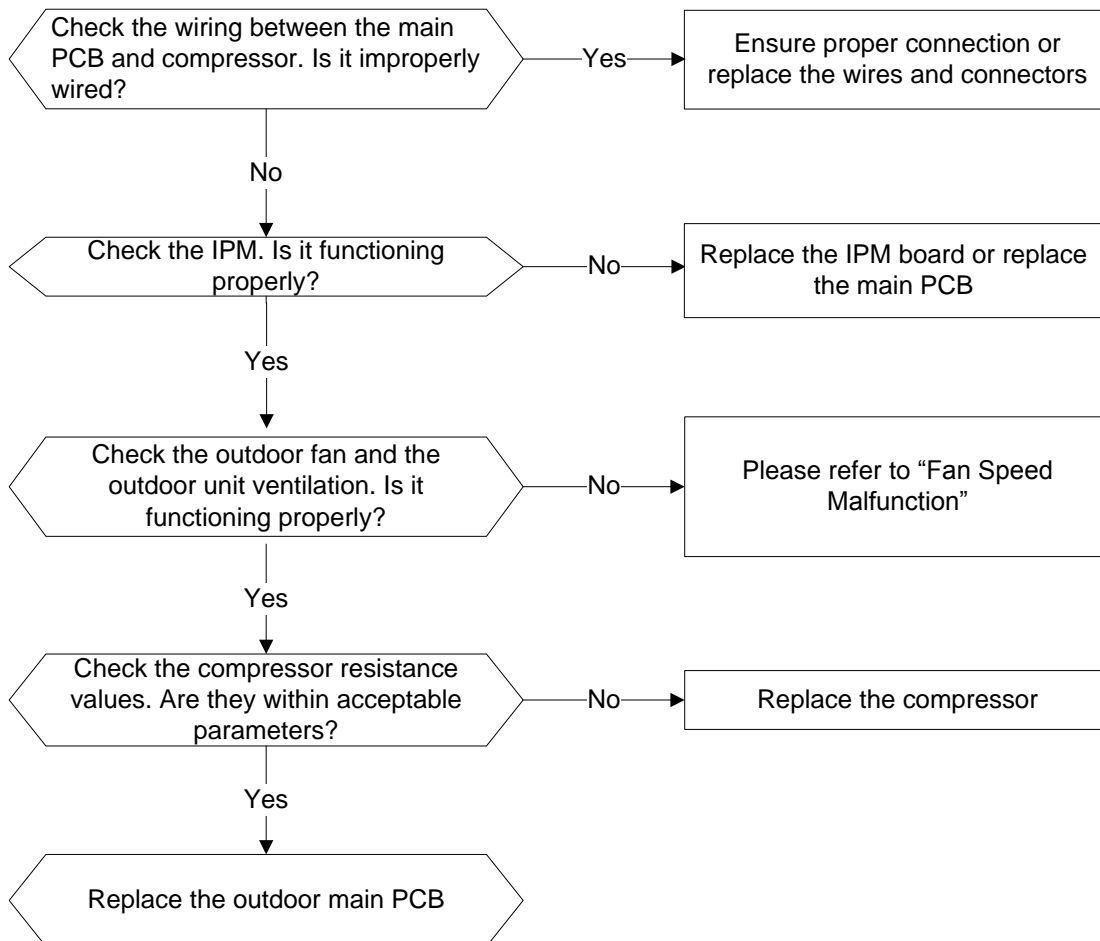 Check the wiring between the main
PCB and compressor. Is it improperly
wired?
Yes
Ensure proper connection or
replace the wires and connectors
No
Check the IPM. Is it functioning
properly?
No
Replace the IPM board or replace
the main PCB
Yes
Check the outdoor fan and the
outdoor unit ventilation. Is it
functioning properly?
No
Please refer to “Fan Speed
Malfunction”
Yes
Check the compressor resistance
values. Are they within acceptable
parameters?
No
Replace the compressor
Yes
Replace the outdoor main PCB